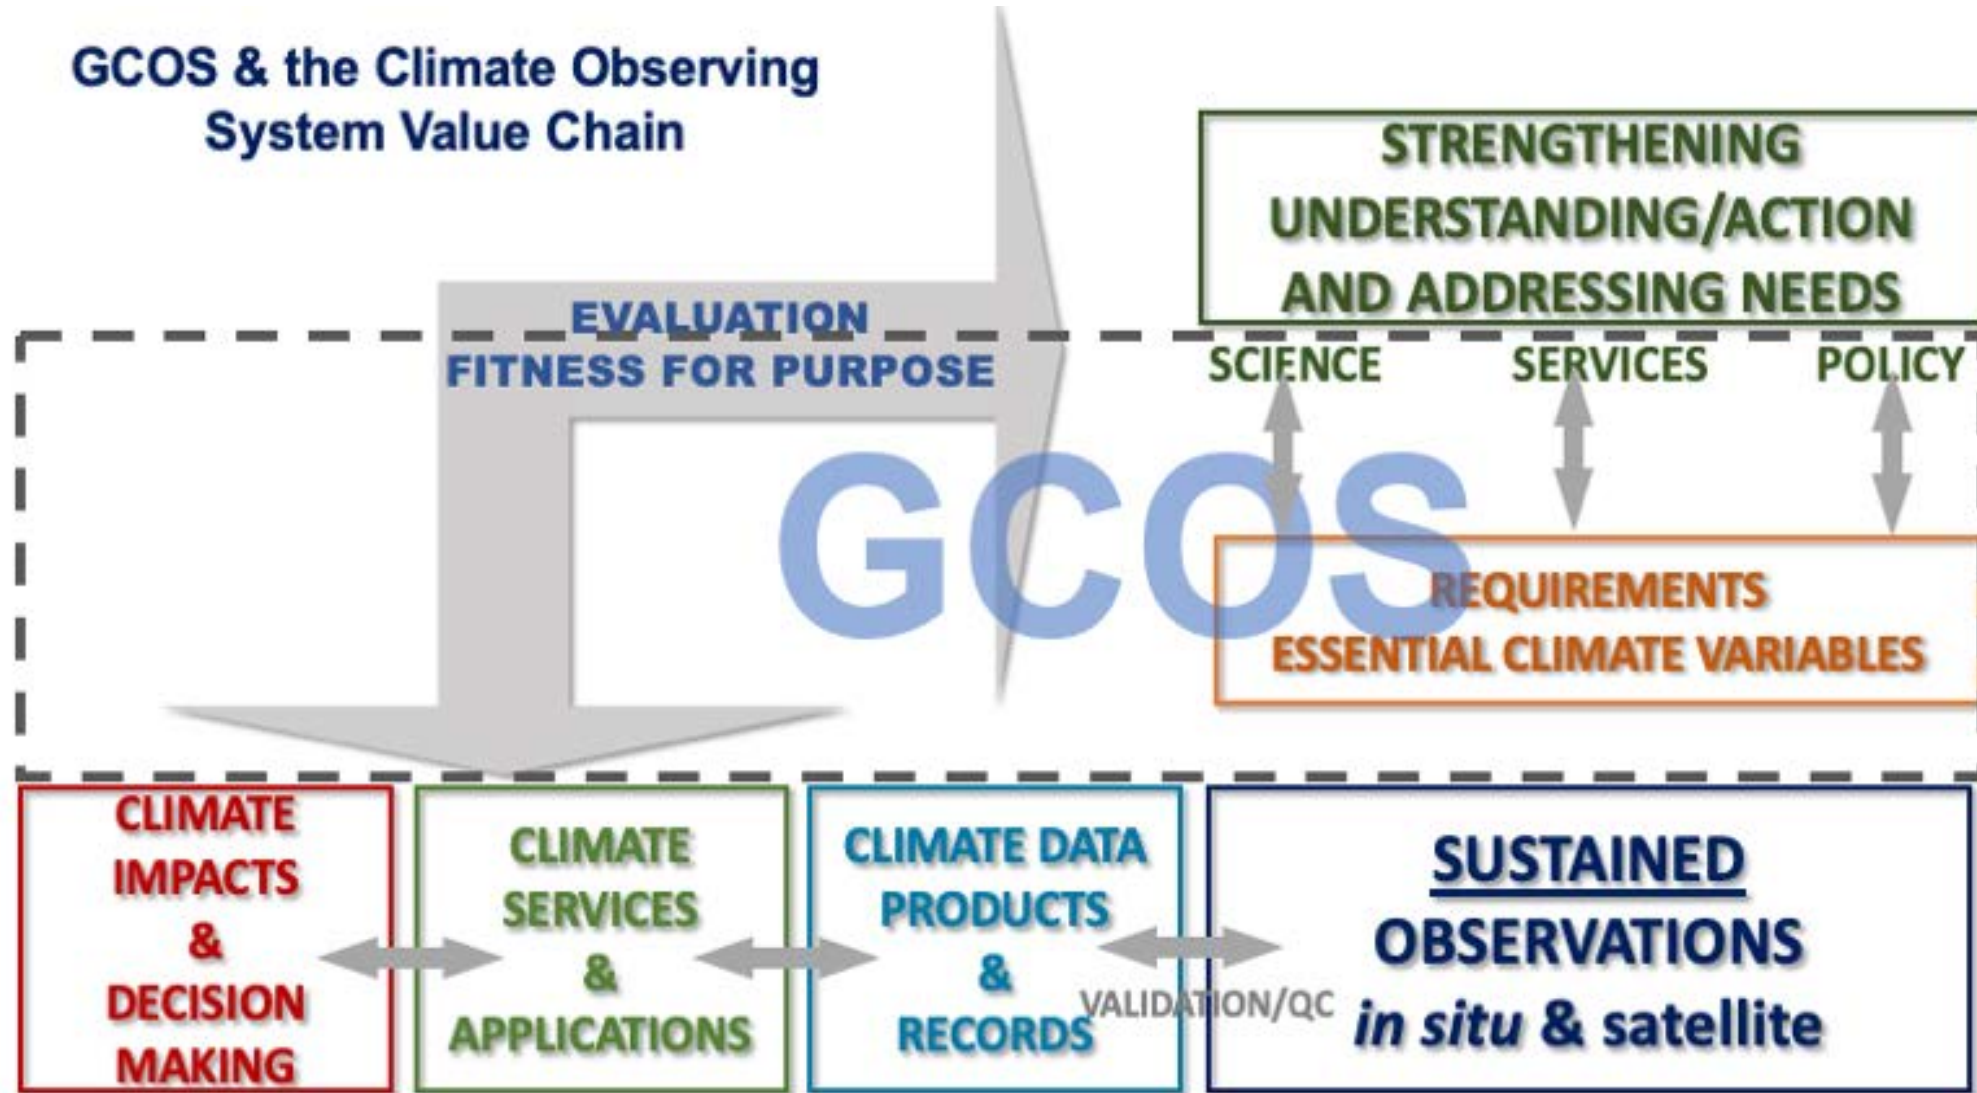 GCOS & the Climate Observing
System Value Chain
STRENGTHENING
UNDERSTANDING/ACTION
AND ADDRESSING NEEDS
EVALUATION
FITNESS FOR PURPOSE
SCIENCE
SERVICES
POLICY
GCOS
REQUIREMENTS
ESSENTIAL CLIMATE VARIABLES
CLIMATE
IMPACTS
&
DECISION
MAKING
CLIMATE
SERVICES
&
APPLICATIONS
CLIMATE DATA
PRODUCTS
&
RECORDS
VALIDATION/QC
SUSTAINED
OBSERVATIONS
in situ & satellite